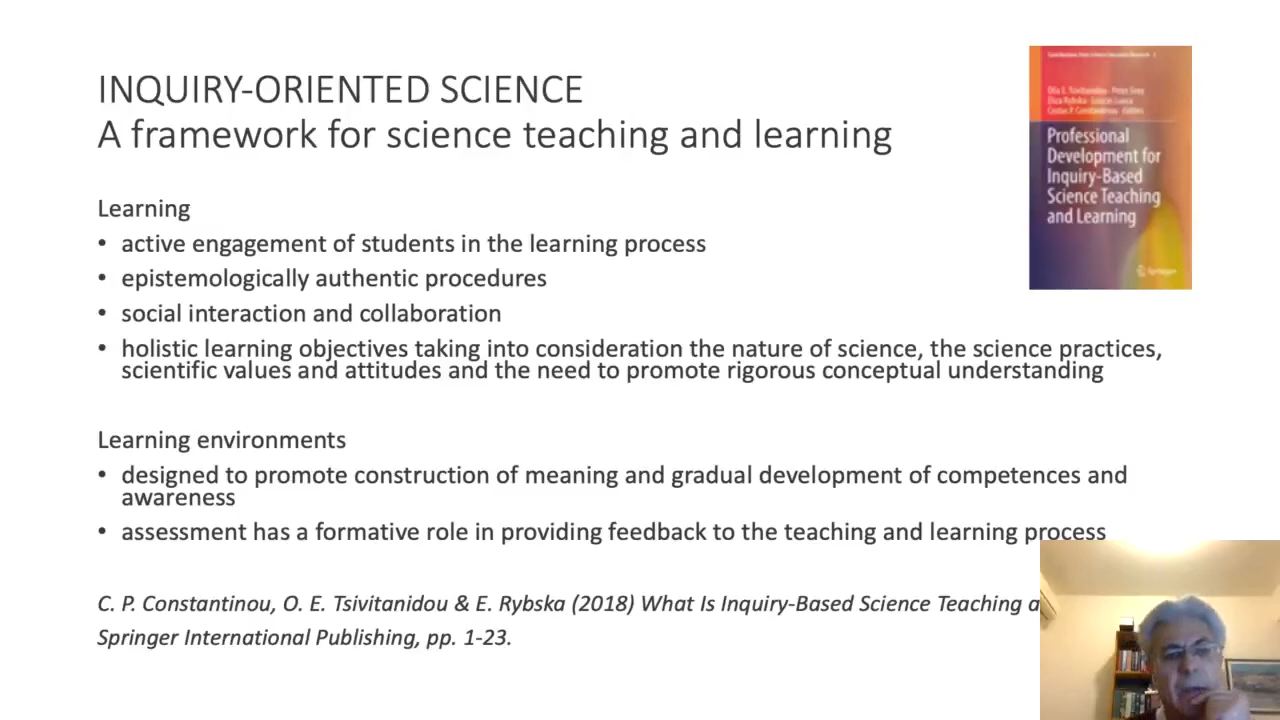 INQUIRY-ORIENTED SCIENCE
A framework for science teaching and learning
Professional
Development for
Inquiry-Based
Science Teaching
and Learning
Springer
Learning
• active engagement of students in the learning process
• epistemologically authentic procedures
• social interaction and collaboration
• holistic learning objectives taking into consideration the nature of science, the science practices,
scientific values and attitudes and the need to promote rigorous conceptual understanding
Learning environments
• designed to promote construction of meaning and gradual development of competences and
awareness
• assessment has a formative role in providing feedback to the teaching and learning process
C. P. Constantinou, O. E. Tsivitanidou & E. Rybska (2018) What Is Inquiry-Based Science Teaching
Springer International Publishing, pp. 1-23.